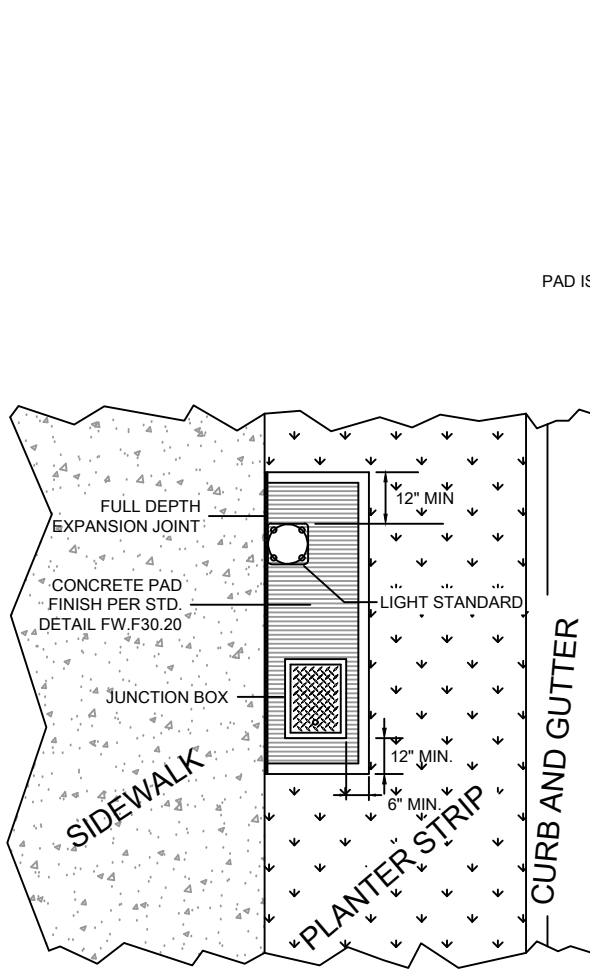 PAD IS
12" MIN
FULL DEPTH
EXPANSION JOINT
CONCRETE PAD
FINISH PER STD.
DETAIL FW.F30.20
LIGHT STANDARD
JUNCTION BOX
12" MIN.
6" MIN.
SIDEWALK
PLANTER STRIP
CURB AND GUTTER